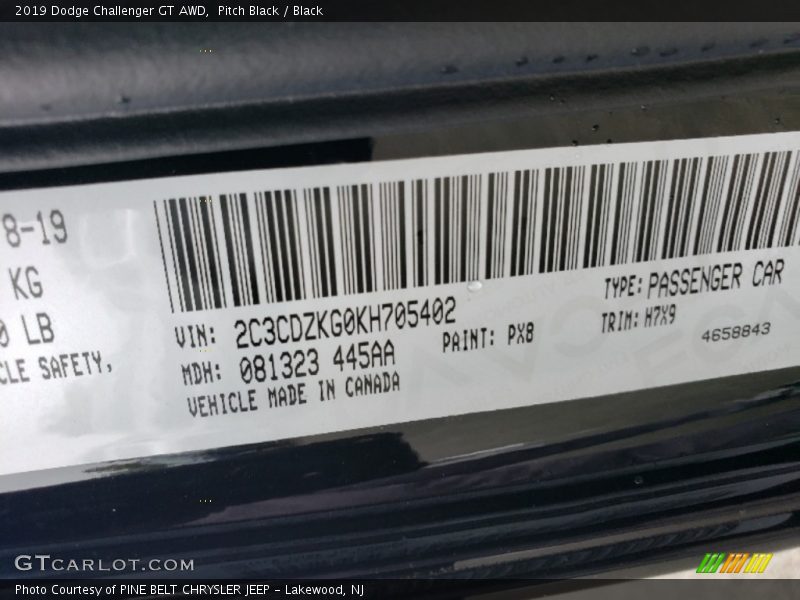 2019 Dodge Challenger GT AWD, Pitch Black / Black
8-19
KG
0 LB
CLE SAFETY,
VIN: 2C3CDZKG0KH705402
MDH: 081323 445AA
VEHICLE MADE IN CANADA
PAINT: PX8
TYPE: PASSENGER CAR
TRIM: H7X9
4658843
GTCARLOT.COM
Photo Courtesy of PINE BELT CHRYSLER JEEP - Lakewood, NJ